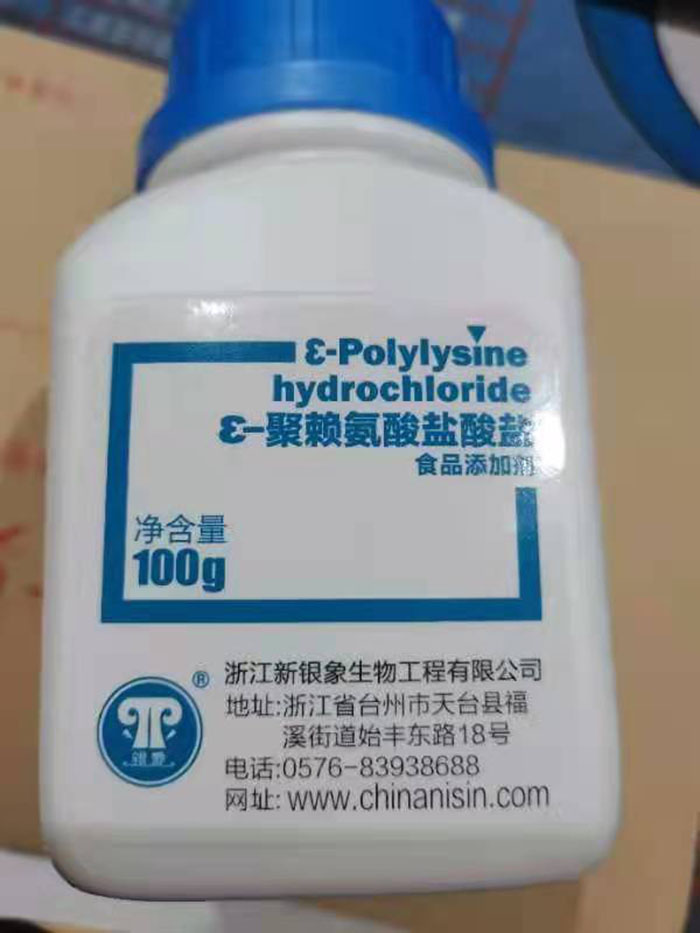 ε-Polylysine
hydrochloride
ε-聚赖氨酸盐酸盐
食品添加剂
净含量
100g
®
银象
浙江新银象生物工程有限公司
地址:浙江省台州市天台县福
溪街道始丰东路18号
电话:0576-83938688
网址: www.chinanisin.com